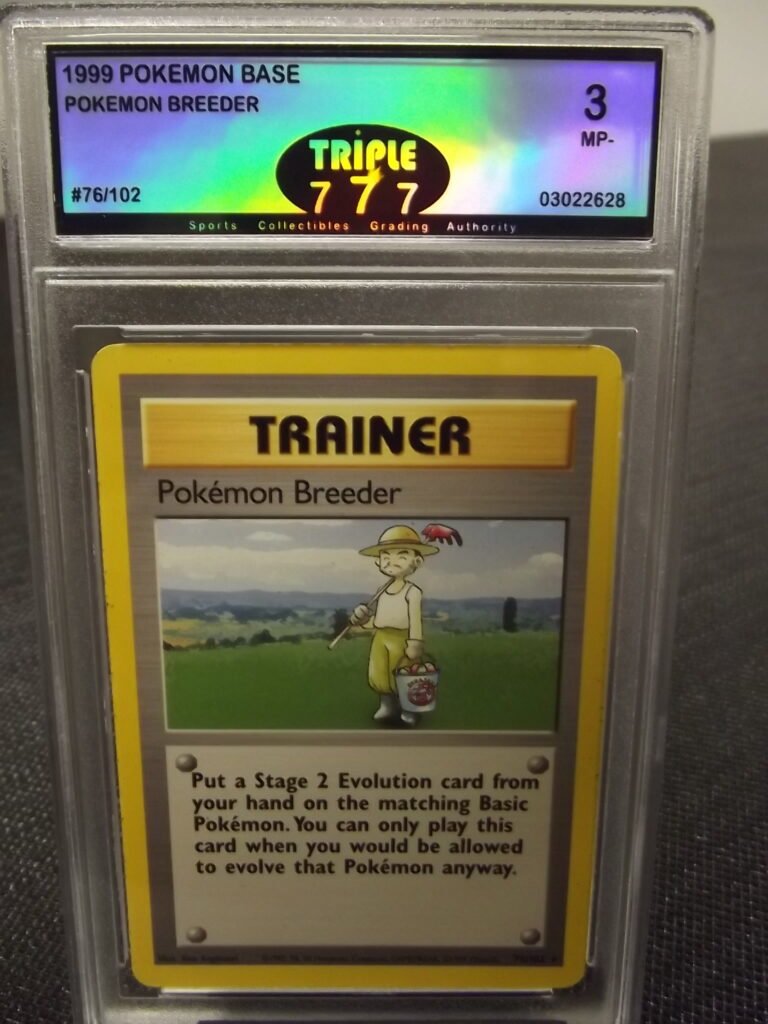 1999 POKEMON BASE
POKEMON BREEDER
3
MP-
TRIPLE
777
#76/102
03022628
Sports Collectibles Grading Authority
TRAINER
Pokémon Breeder
Put a Stage 2 Evolution card from
your hand on the matching Basic
Pokémon. You can only play this
card when you would be allowed
to evolve that Pokémon anyway.